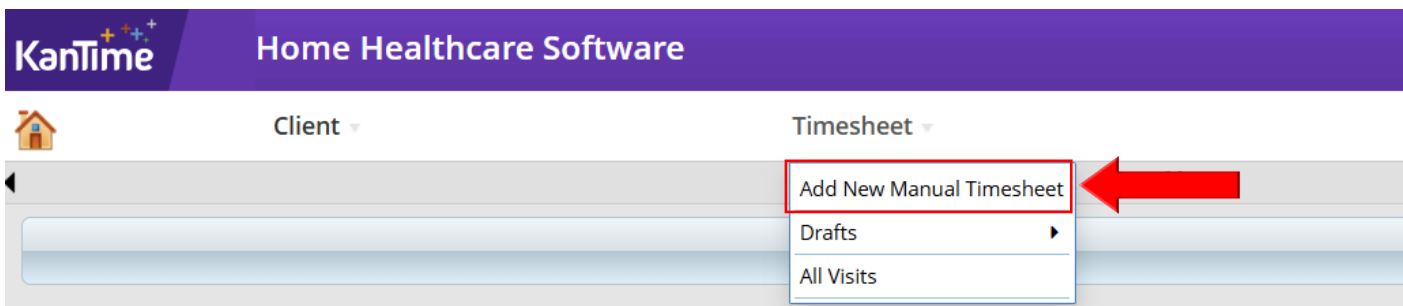 KanTime
Home Healthcare Software
Client
Timesheet
Add New Manual Timesheet
Drafts
All Visits